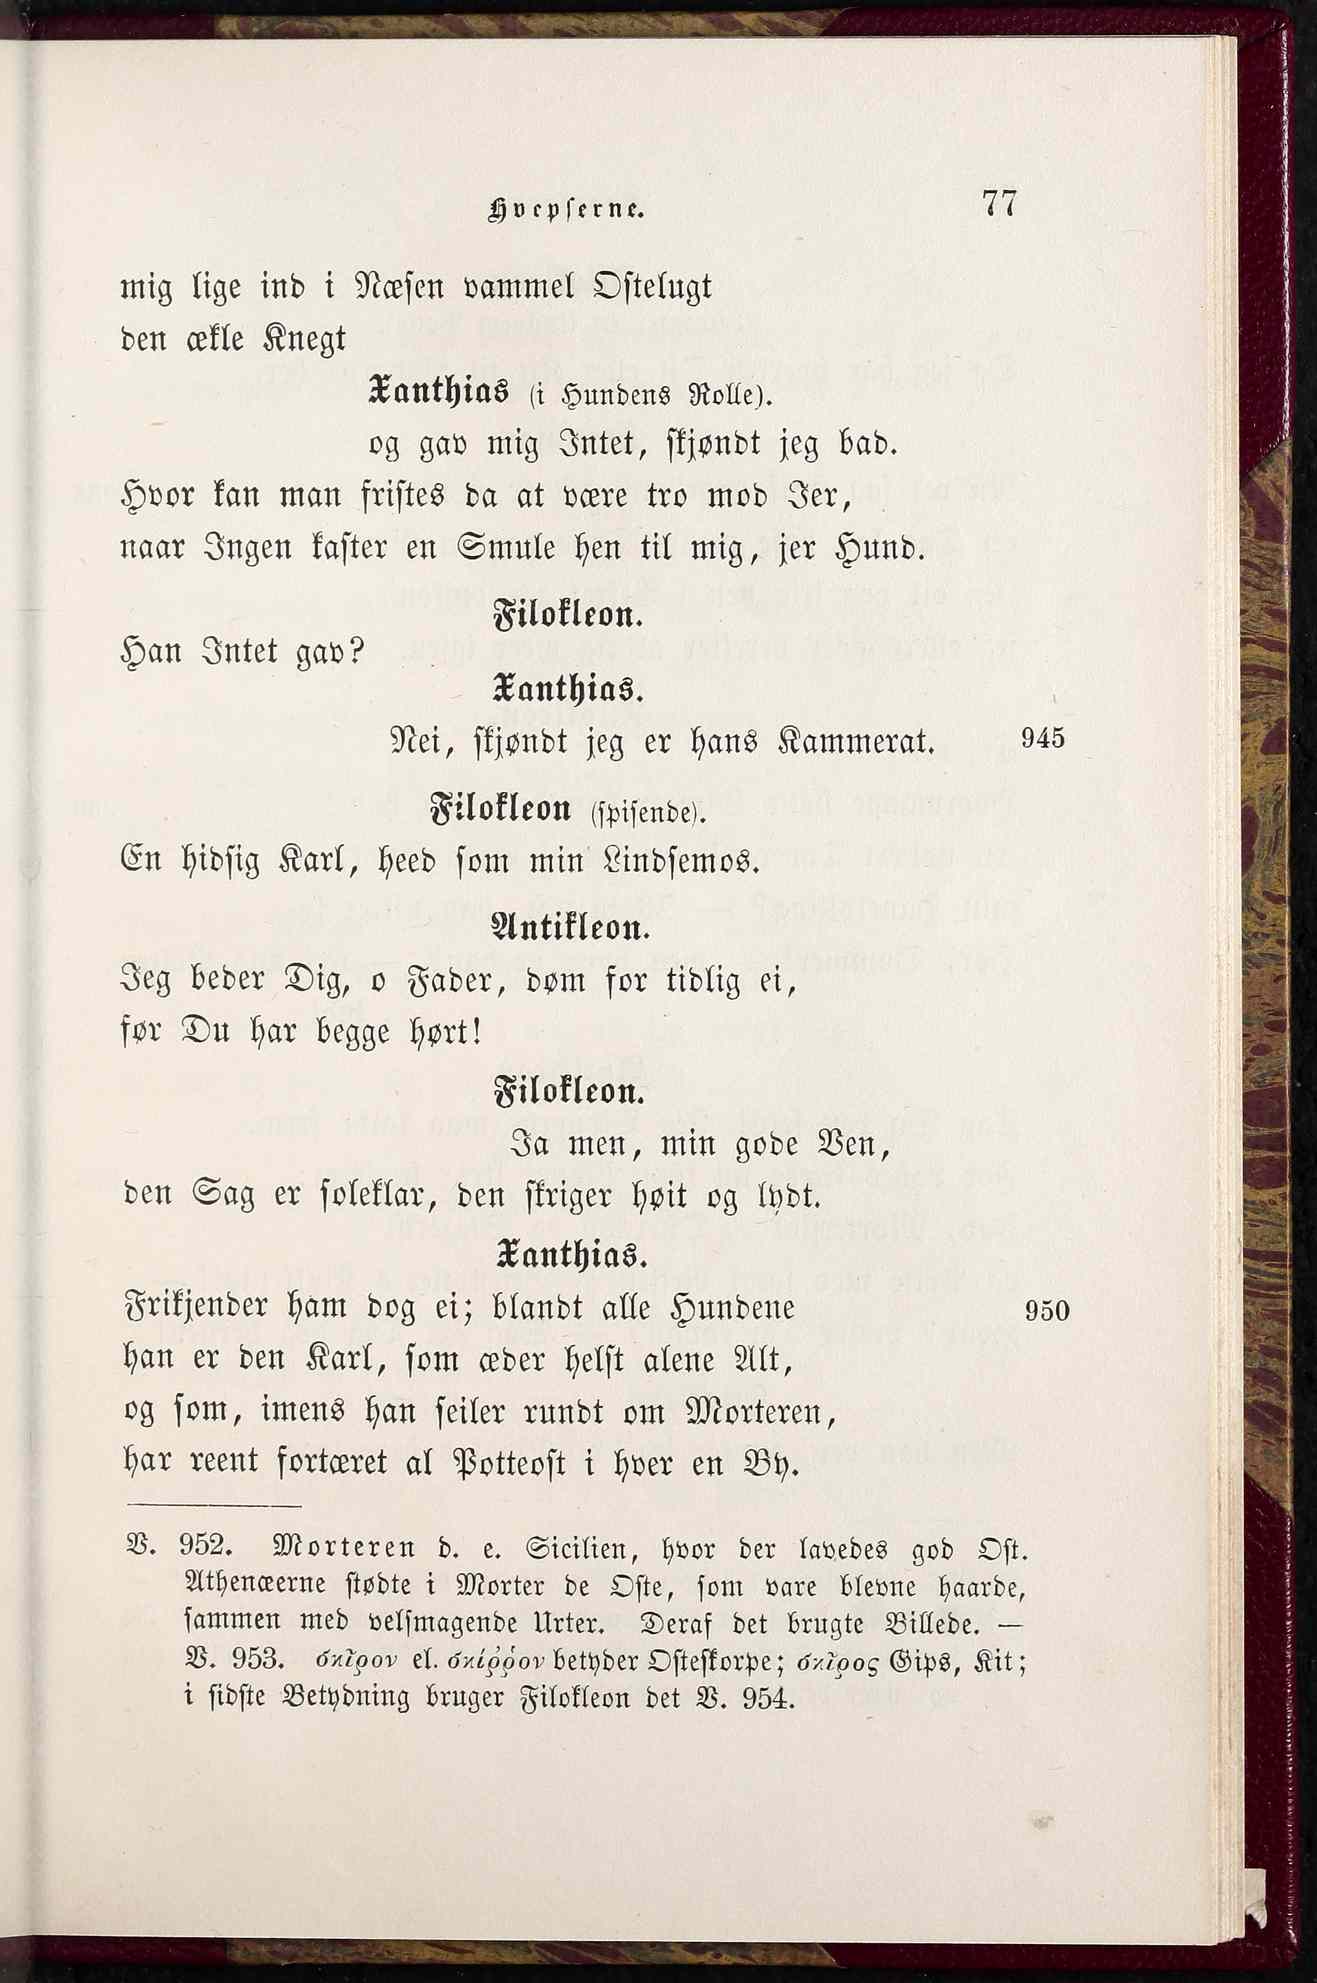 Hvepserne.
77
mig lige ind i Næsen vammel Ostelugt
den ækle Knegt
Xanthias (i Hundens Rolle).
og gav mig Intet, skjøndt jeg bad.
Hvor kan man fristes da at være tro mod Jer,
naar Ingen kaster en Smule hen til mig, jer Hund.
Filokleon.
Han Intet gav?
Xanthias.
Nei, skjøndt jeg er hans Kammerat. 945
Filokleon (spisende).
En hidsig Karl, heed som min Lindsemos.
Antikleon.
Jeg beder Dig, o Fader, døm for tidlig ei,
før Du har begge hørt!
Filokleon.
Ja men, min gode Ven,
den Sag er soleklar, den skriger høit og lydt.
Xanthias.
Frikjender ham dog ei; blandt alle Hundene 950
han er den Karl, som æder helst alene Alt,
og som, imens han seiler rundt om Morteren,
har reent fortæret al Potteost i hver en By.
V. 952. Morteren d. e. Sicilien, hvor der lavedes god Ost.
Athenæerne stødte i Morter de Oste, som vare blevne haarde,
sammen med velsmagende Urter. Deraf det brugte Billede. —
V. 953. σκῖρον el. σκίῤῥον betyder Osteskorpe; σκῖρος Gips, Kit;
i sidste Betydning bruger Filokleon det V. 954.